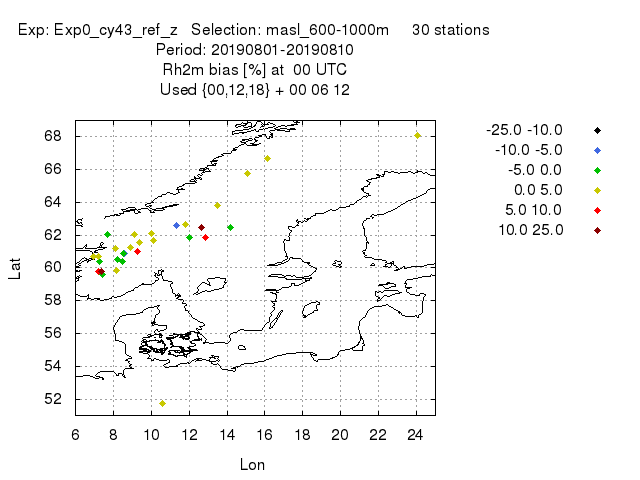 Exp: Exp0_cy43_ref_z Selection: masl_600-1000m 30 stations
Period: 20190801-20190810
Rh2m bias [%] at 00 UTC
Used {00,12,18} + 00 06 12
-25.0 -10.0
-10.0 -5.0
-5.0 0.0
0.0 5.0
5.0 10.0
10.0 25.0
Lat
68
66
64
62
60
58
56
54
52
6 8 10 12 14 16 18 20 22 24
Lon